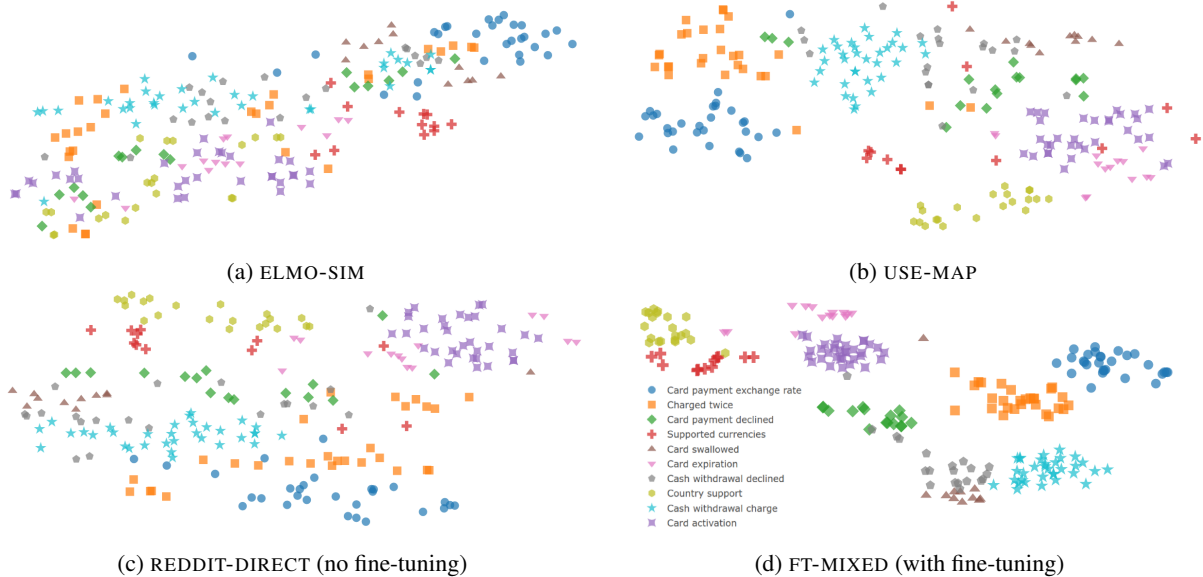 (a) ELMO-SIM
(b) USE-MAP
Card payment exchange rate
Charged twice
Card payment declined
Supported currencies
Card swallowed
Card expiration
Cash withdrawal declined
Country support
Cash withdrawal charge
Card activation
(c) REDDIT-DIRECT (no fine-tuning)
(d) FT-MIXED (with fine-tuning)